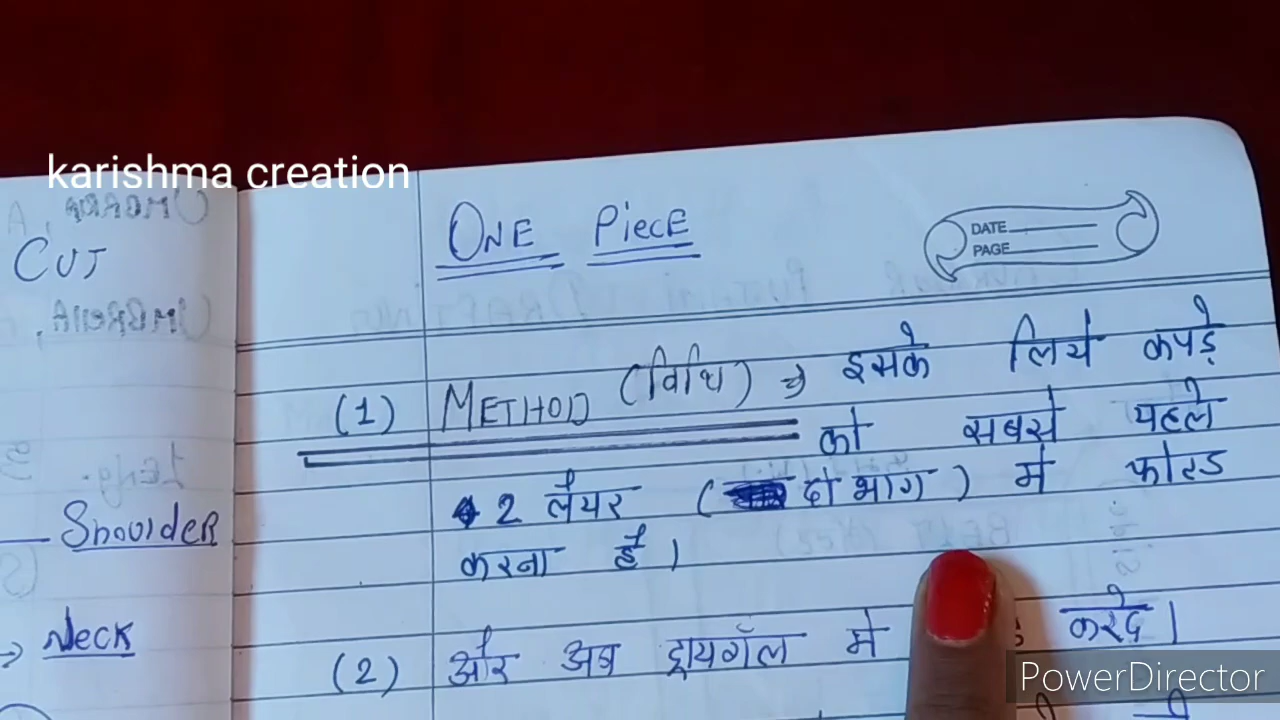 karishma creation
CUT
Shoulder
Neck
ONE PiecE
DATE
PAGE
(1) METHOD (विधि) → इसके लिये कपड़े
को सबसे पहले
2 लैयर ( दो भाग ) में फोल्ड
करना है ।
(2) और अब ट्रायगॅल मे करदे ।
PowerDirector